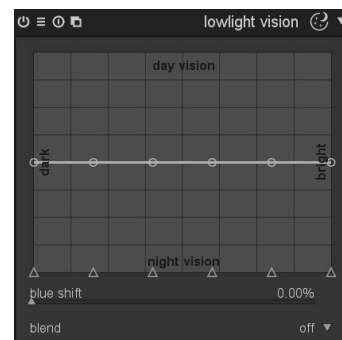 lowlight vision
day vision
dark
bright
night vision
blue shift 0.00%
blend off